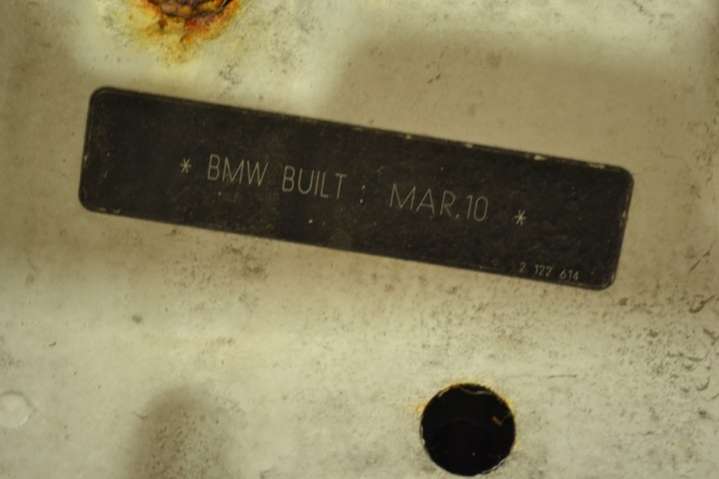 * BMW BUILT : MAR.10 *
2 122 614